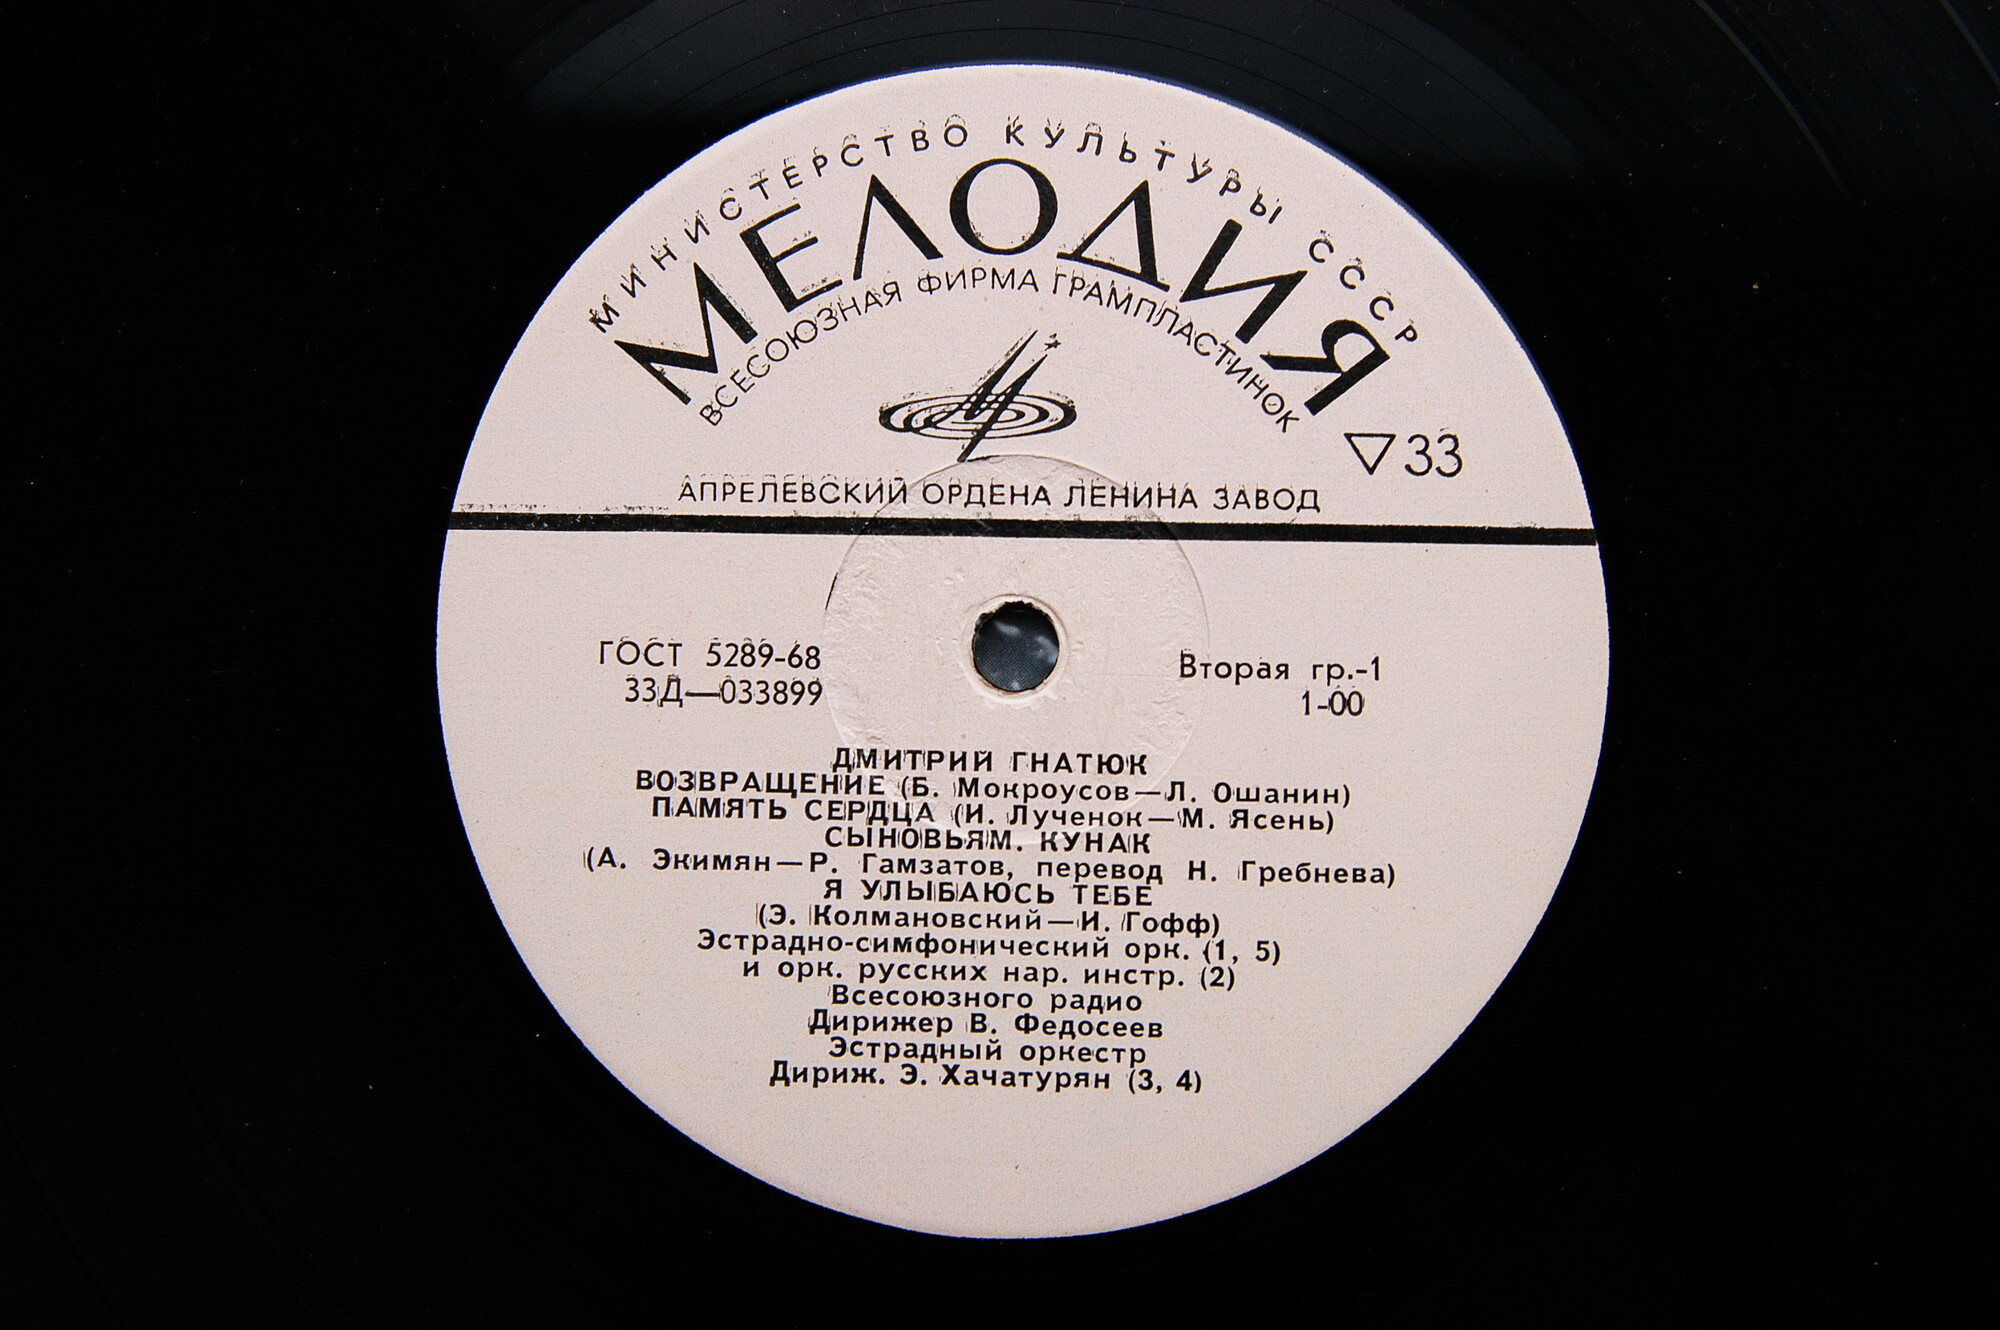 МИНИСТЕРСТВО КУЛЬТУРЫ СССР
МЕЛОДИЯ
ВСЕСОЮЗНАЯ ФИРМА ГРАМПЛАСТИНОК
▽33
АПРЕЛЕВСКИЙ ОРДЕНА ЛЕНИНА ЗАВОД
ГОСТ 5289-68
33Д—033899
Вторая гр.-1
1-00
ДМИТРИЙ ГНАТЮК
ВОЗВРАЩЕНИЕ (Б. Мокроусов—Л. Ошанин)
ПАМЯТЬ СЕРДЦА (И. Лученок—М. Ясень)
СЫНОВЬЯМ. КУНАК
(А. Экимян—Р. Гамзатов, перевод Н. Гребнева)
Я УЛЫБАЮСЬ ТЕБЕ
(Э. Колмановский—И. Гофф)
Эстрадно-симфонический орк. (1, 5)
и орк. русских нар. инстр. (2)
Всесоюзного радио
Дирижер В. Федосеев
Эстрадный оркестр
Дириж. Э. Хачатурян (3, 4)